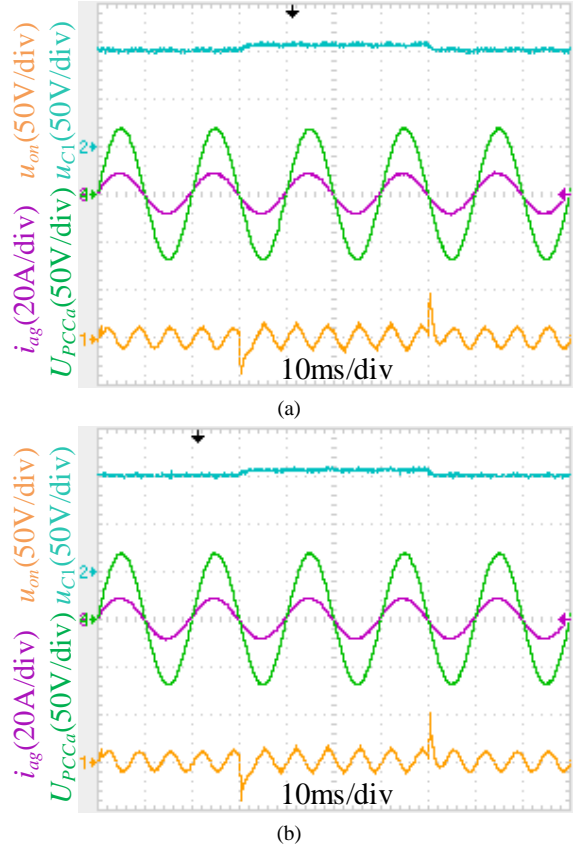 u_on(50V/div) u_C1(50V/div)
i_ag(20A/div) U_PCCa(50V/div)
2
1
10ms/div
(a)
u_on(50V/div) u_C1(50V/div)
i_ag(20A/div) U_PCCa(50V/div)
2
1
10ms/div
(b)